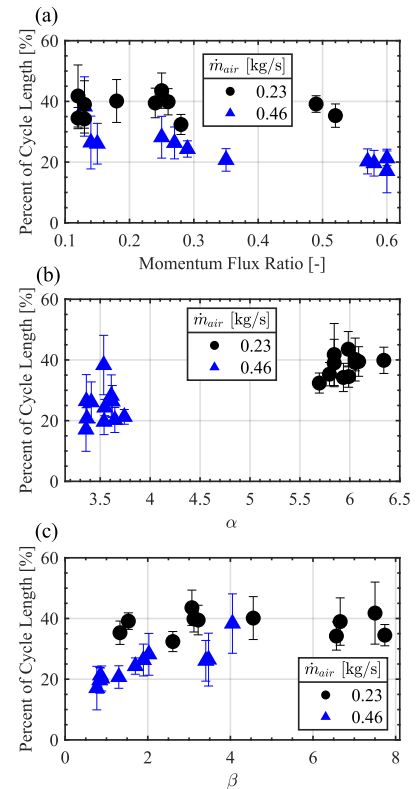 (a)
Percent of Cycle Length [%]
60
40
20
0
ṁair [kg/s]
0.23
0.46
0.1 0.2 0.3 0.4 0.5 0.6
Momentum Flux Ratio [-]
(b)
Percent of Cycle Length [%]
60
40
20
0
ṁair [kg/s]
0.23
0.46
3.5 4 4.5 5 5.5 6 6.5
α
(c)
Percent of Cycle Length [%]
60
40
20
0
ṁair [kg/s]
0.23
0.46
0 2 4 6 8
β